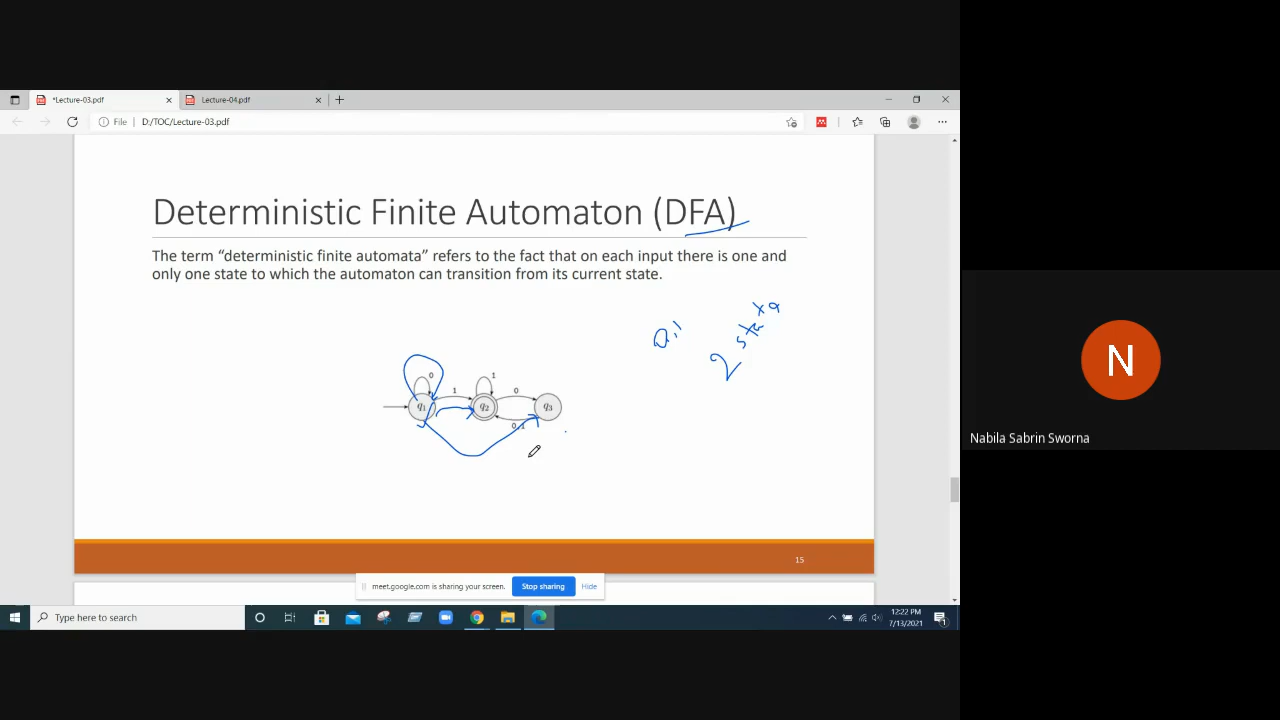 *Lecture-03.pdf
Lecture-04.pdf
File
D:/TOC/Lecture-03.pdf
Deterministic Finite Automaton (DFA)
The term “deterministic finite automata” refers to the fact that on each input there is one and
only one state to which the automaton can transition from its current state.
0 1
1 0
q₁ q₂ q₃
0,1
15
meet.google.com is sharing your screen. Stop sharing Hide
Type here to search
12:22 PM
7/13/2021
1
N
Nabila Sabrin Sworna